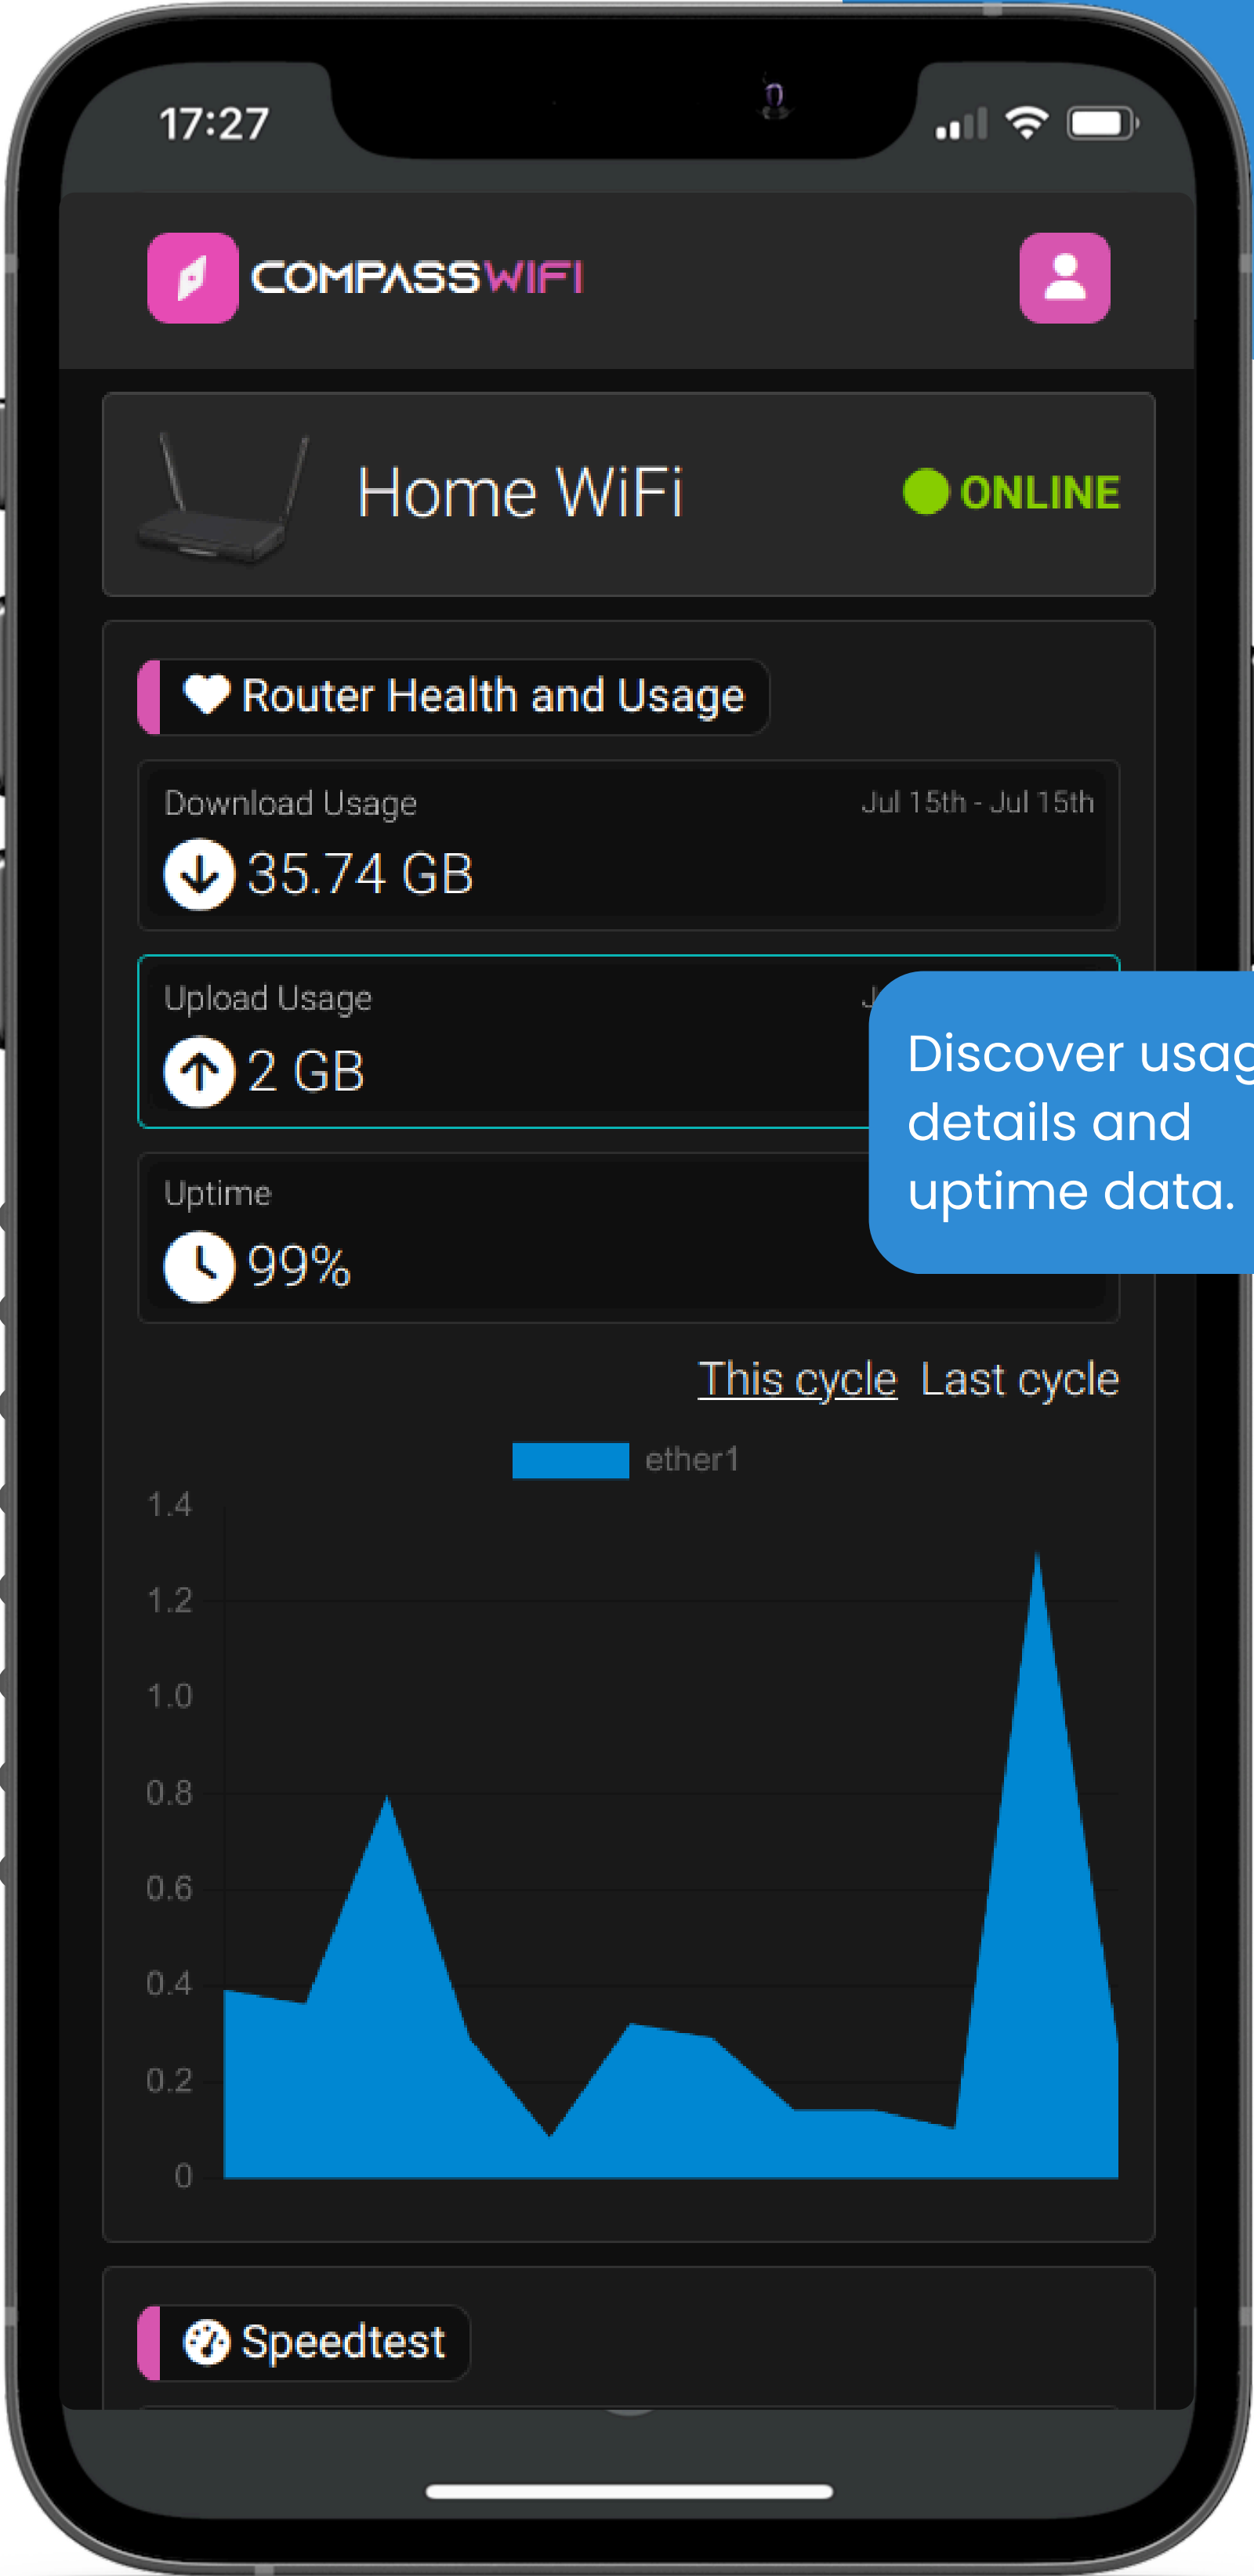 17:27
COMPASSWIFI
Home WiFi
ONLINE
Router Health and Usage
Download Usage
Jul 15th - Jul 15th
35.74 GB
Upload Usage
2 GB
Discover
details and
uptime data.
Uptime
99%
This cycle Last cycle
ether1
1.4
1.2
1.0
0.8
0.6
0.4
0.2
0
Speedtest